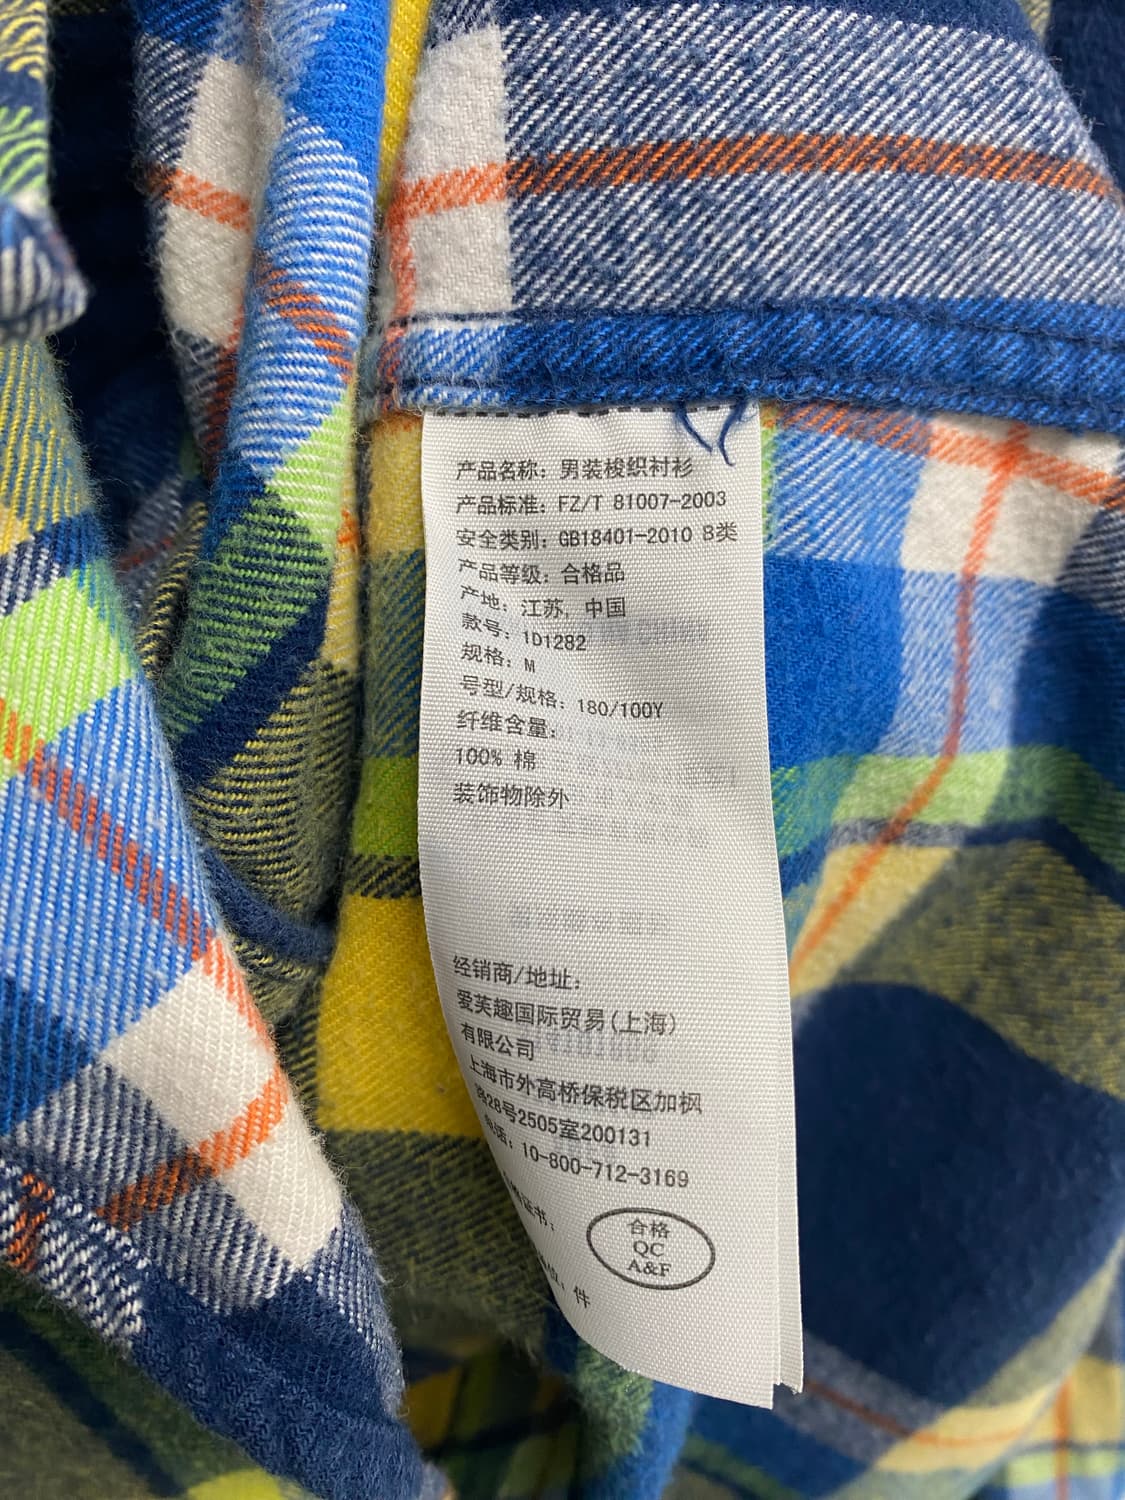 产品名称: 男装梭织衬衫
产品标准: FZ/T 81007-2003
安全类别: GB18401-2010 B类
产品等级: 合格品
产地: 江苏, 中国
款号: 1D1282
规格: M
号型/规格: 180/100Y
纤维含量:
100% 棉
装饰物除外
经销商/地址:
爱芙趣国际贸易(上海)
有限公司
上海市外高桥保税区加枫
路28号2505室200131
电话: 10-800-712-3169
证书:
合格
QC
A&F
: 件